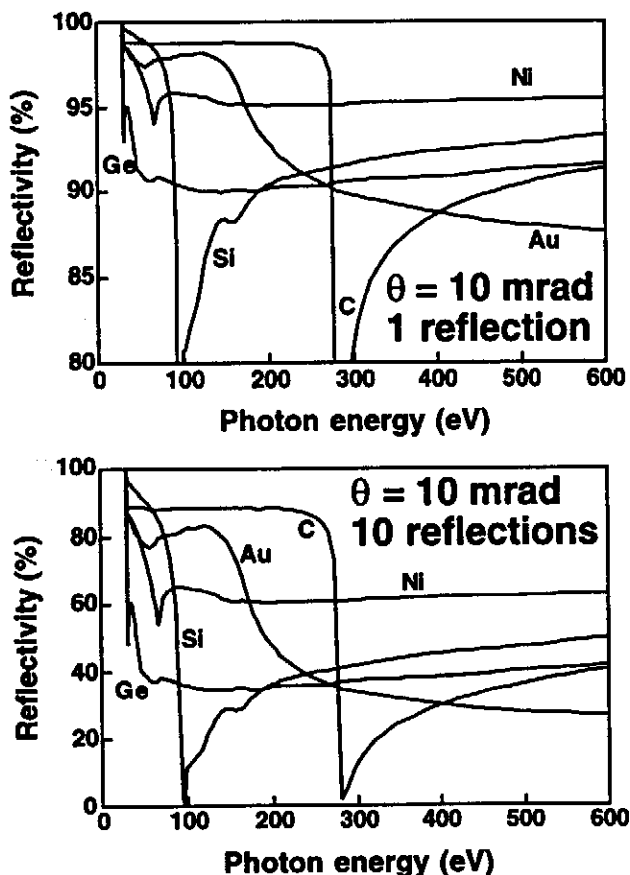 100
95
90
85
80
Reflectivity (%)
Ni
Ge
Si
Au
C
θ = 10 mrad
1 reflection
0 100 200 300 400 500 600
Photon energy (eV)
100
80
60
40
20
0
Reflectivity (%)
θ = 10 mrad
10 reflections
C
Au
Ni
Si
Ge
0 100 200 300 400 500 600
Photon energy (eV)